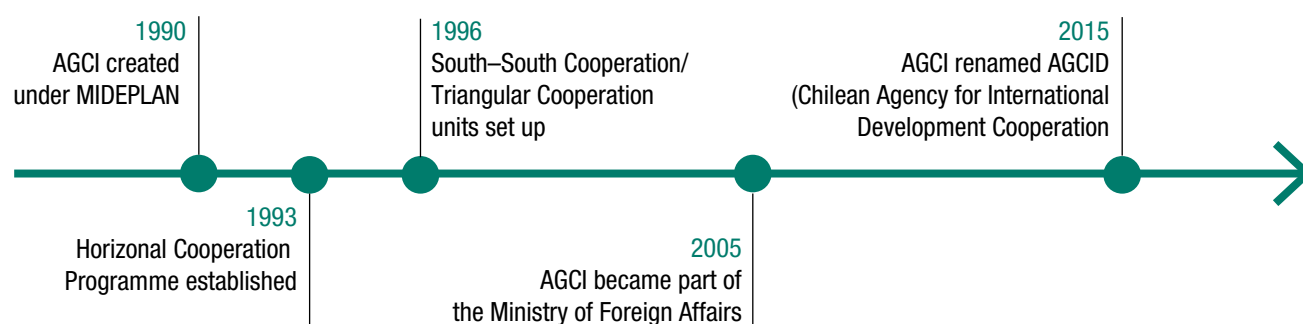 1990
AGCI created
under MIDEPLAN
1993
Horizonal Cooperation
Programme established
1996
South–South Cooperation/
Triangular Cooperation
units set up
2005
AGCI became part of
the Ministry of Foreign Affairs
2015
AGCI renamed AGCID
(Chilean Agency for International
Development Cooperation